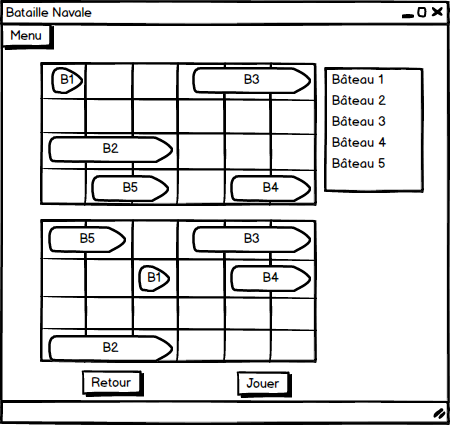 Bataille Navale
Menu
B1 B3
B2
B5 B4
Bâteau 1
Bâteau 2
Bâteau 3
Bâteau 4
Bâteau 5
B5 B3
B1 B4
B2
Retour Jouer